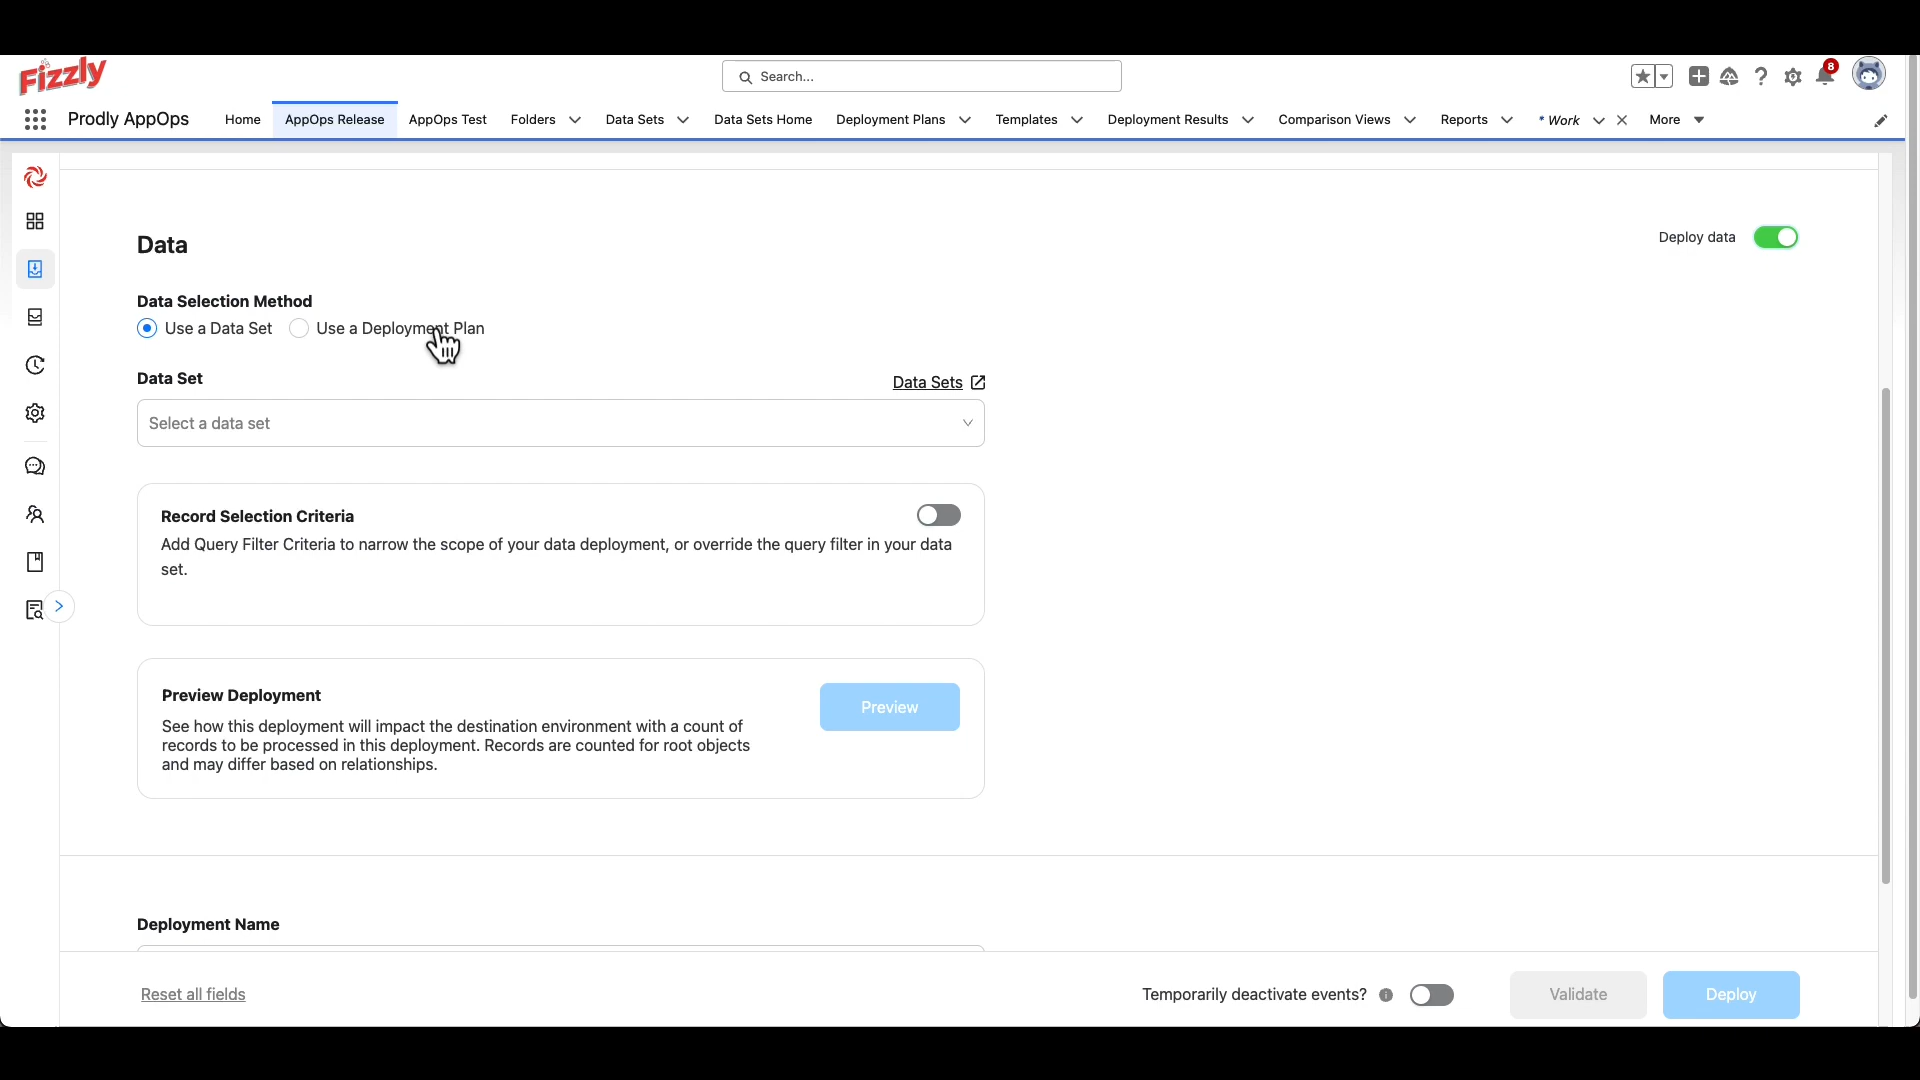 Fizzly
Search...
8
Prodly AppOps
Home
AppOps Release
AppOps Test
Folders
Data Sets
Data Sets Home
Deployment Plans
Templates
Deployment Results
Comparison Views
Reports
* Work
More
Data
Deploy data
Data Selection Method
Use a Data Set
Use a Deployment Plan
Data Set
Data Sets
Select a data set
Record Selection Criteria
Add Query Filter Criteria to narrow the scope of your data deployment, or override the query filter in your data
set.
Preview Deployment
See how this deployment will impact the destination environment with a count of
records to be processed in this deployment. Records are counted for root objects
and may differ based on relationships.
Preview
Deployment Name
Reset all fields
Temporarily deactivate events?
Validate
Deploy